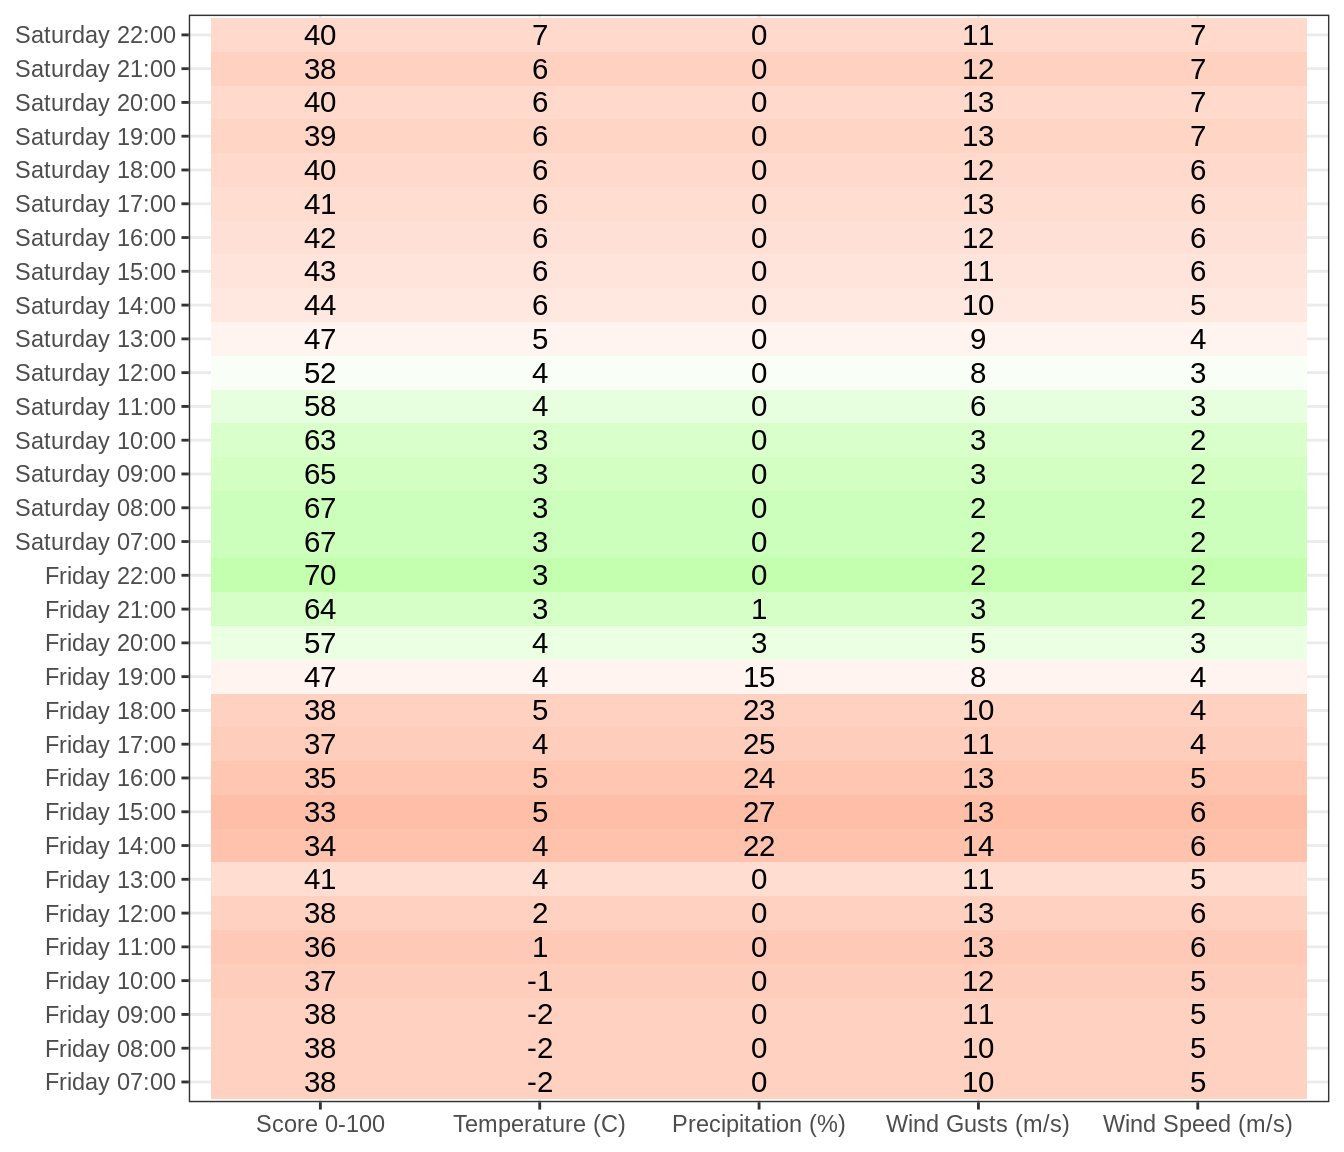 Saturday 22:00 40 7 0 11 7
Saturday 21:00 38 6 0 12 7
Saturday 20:00 40 6 0 13 7
Saturday 19:00 39 6 0 13 7
Saturday 18:00 40 6 0 12 6
Saturday 17:00 41 6 0 13 6
Saturday 16:00 42 6 0 12 6
Saturday 15:00 43 6 0 11 6
Saturday 14:00 44 6 0 10 5
Saturday 13:00 47 5 0 9 4
Saturday 12:00 52 4 0 8 3
Saturday 11:00 58 4 0 6 3
Saturday 10:00 63 3 0 3 2
Saturday 09:00 65 3 0 3 2
Saturday 08:00 67 3 0 2 2
Saturday 07:00 67 3 0 2 2
Friday 22:00 70 3 0 2 2
Friday 21:00 64 3 1 3 2
Friday 20:00 57 4 3 5 3
Friday 19:00 47 4 15 8 4
Friday 18:00 38 5 23 10 4
Friday 17:00 37 4 25 11 4
Friday 16:00 35 5 24 13 5
Friday 15:00 33 5 27 13 6
Friday 14:00 34 4 22 14 6
Friday 13:00 41 4 0 11 5
Friday 12:00 38 2 0 13 6
Friday 11:00 36 1 0 13 6
Friday 10:00 37 -1 0 12 5
Friday 09:00 38 -2 0 11 5
Friday 08:00 38 -2 0 10 5
Friday 07:00 38 -2 0 10 5
Score 0-100 Temperature (C) Precipitation (%) Wind Gusts (m/s) Wind Speed (m/s)